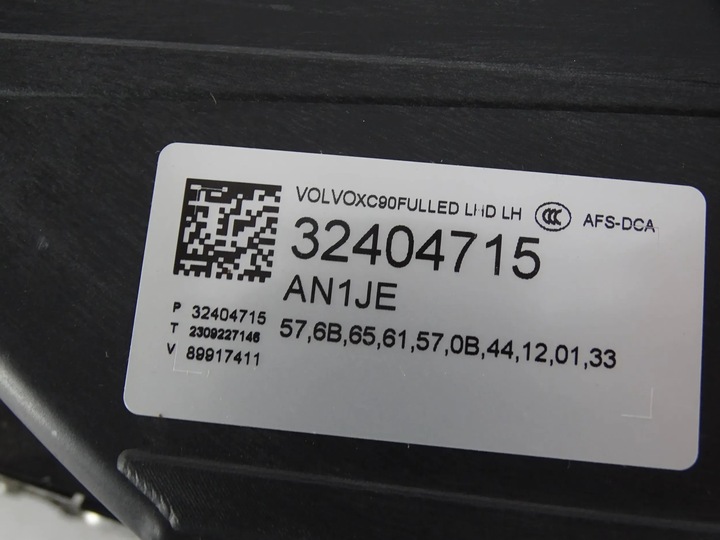 VOLVOXC90FULLED LHD LH CCC AFS-DCA
32404715
AN1JE
57,6B,65,61,57,0B,44,12,01,33
P 32404715
T 2309227146
V 89917411